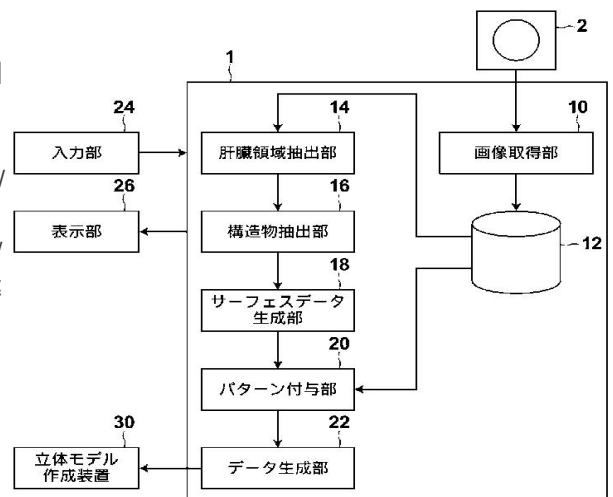 2
1
24
入力部
14
肝臓領域抽出部
10
画像取得部
26
表示部
16
構造物抽出部
12
18
サーフェスデータ
生成部
20
パターン付与部
30
立体モデル
作成装置
22
データ生成部